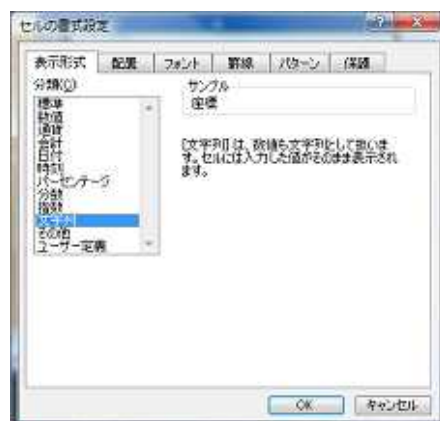 セルの書式設定
表示形式 配置 フォント 罫線 パターン 保護
分類(C)
標準
数値
通貨
会計
日付
時刻
パーセンテージ
分数
指数
文字列
その他
ユーザー定義
サンプル
座標
[文字列] は、数値も文字列として扱いま
す。セルには入力した値がそのまま表示され
ます。
OK キャンセル